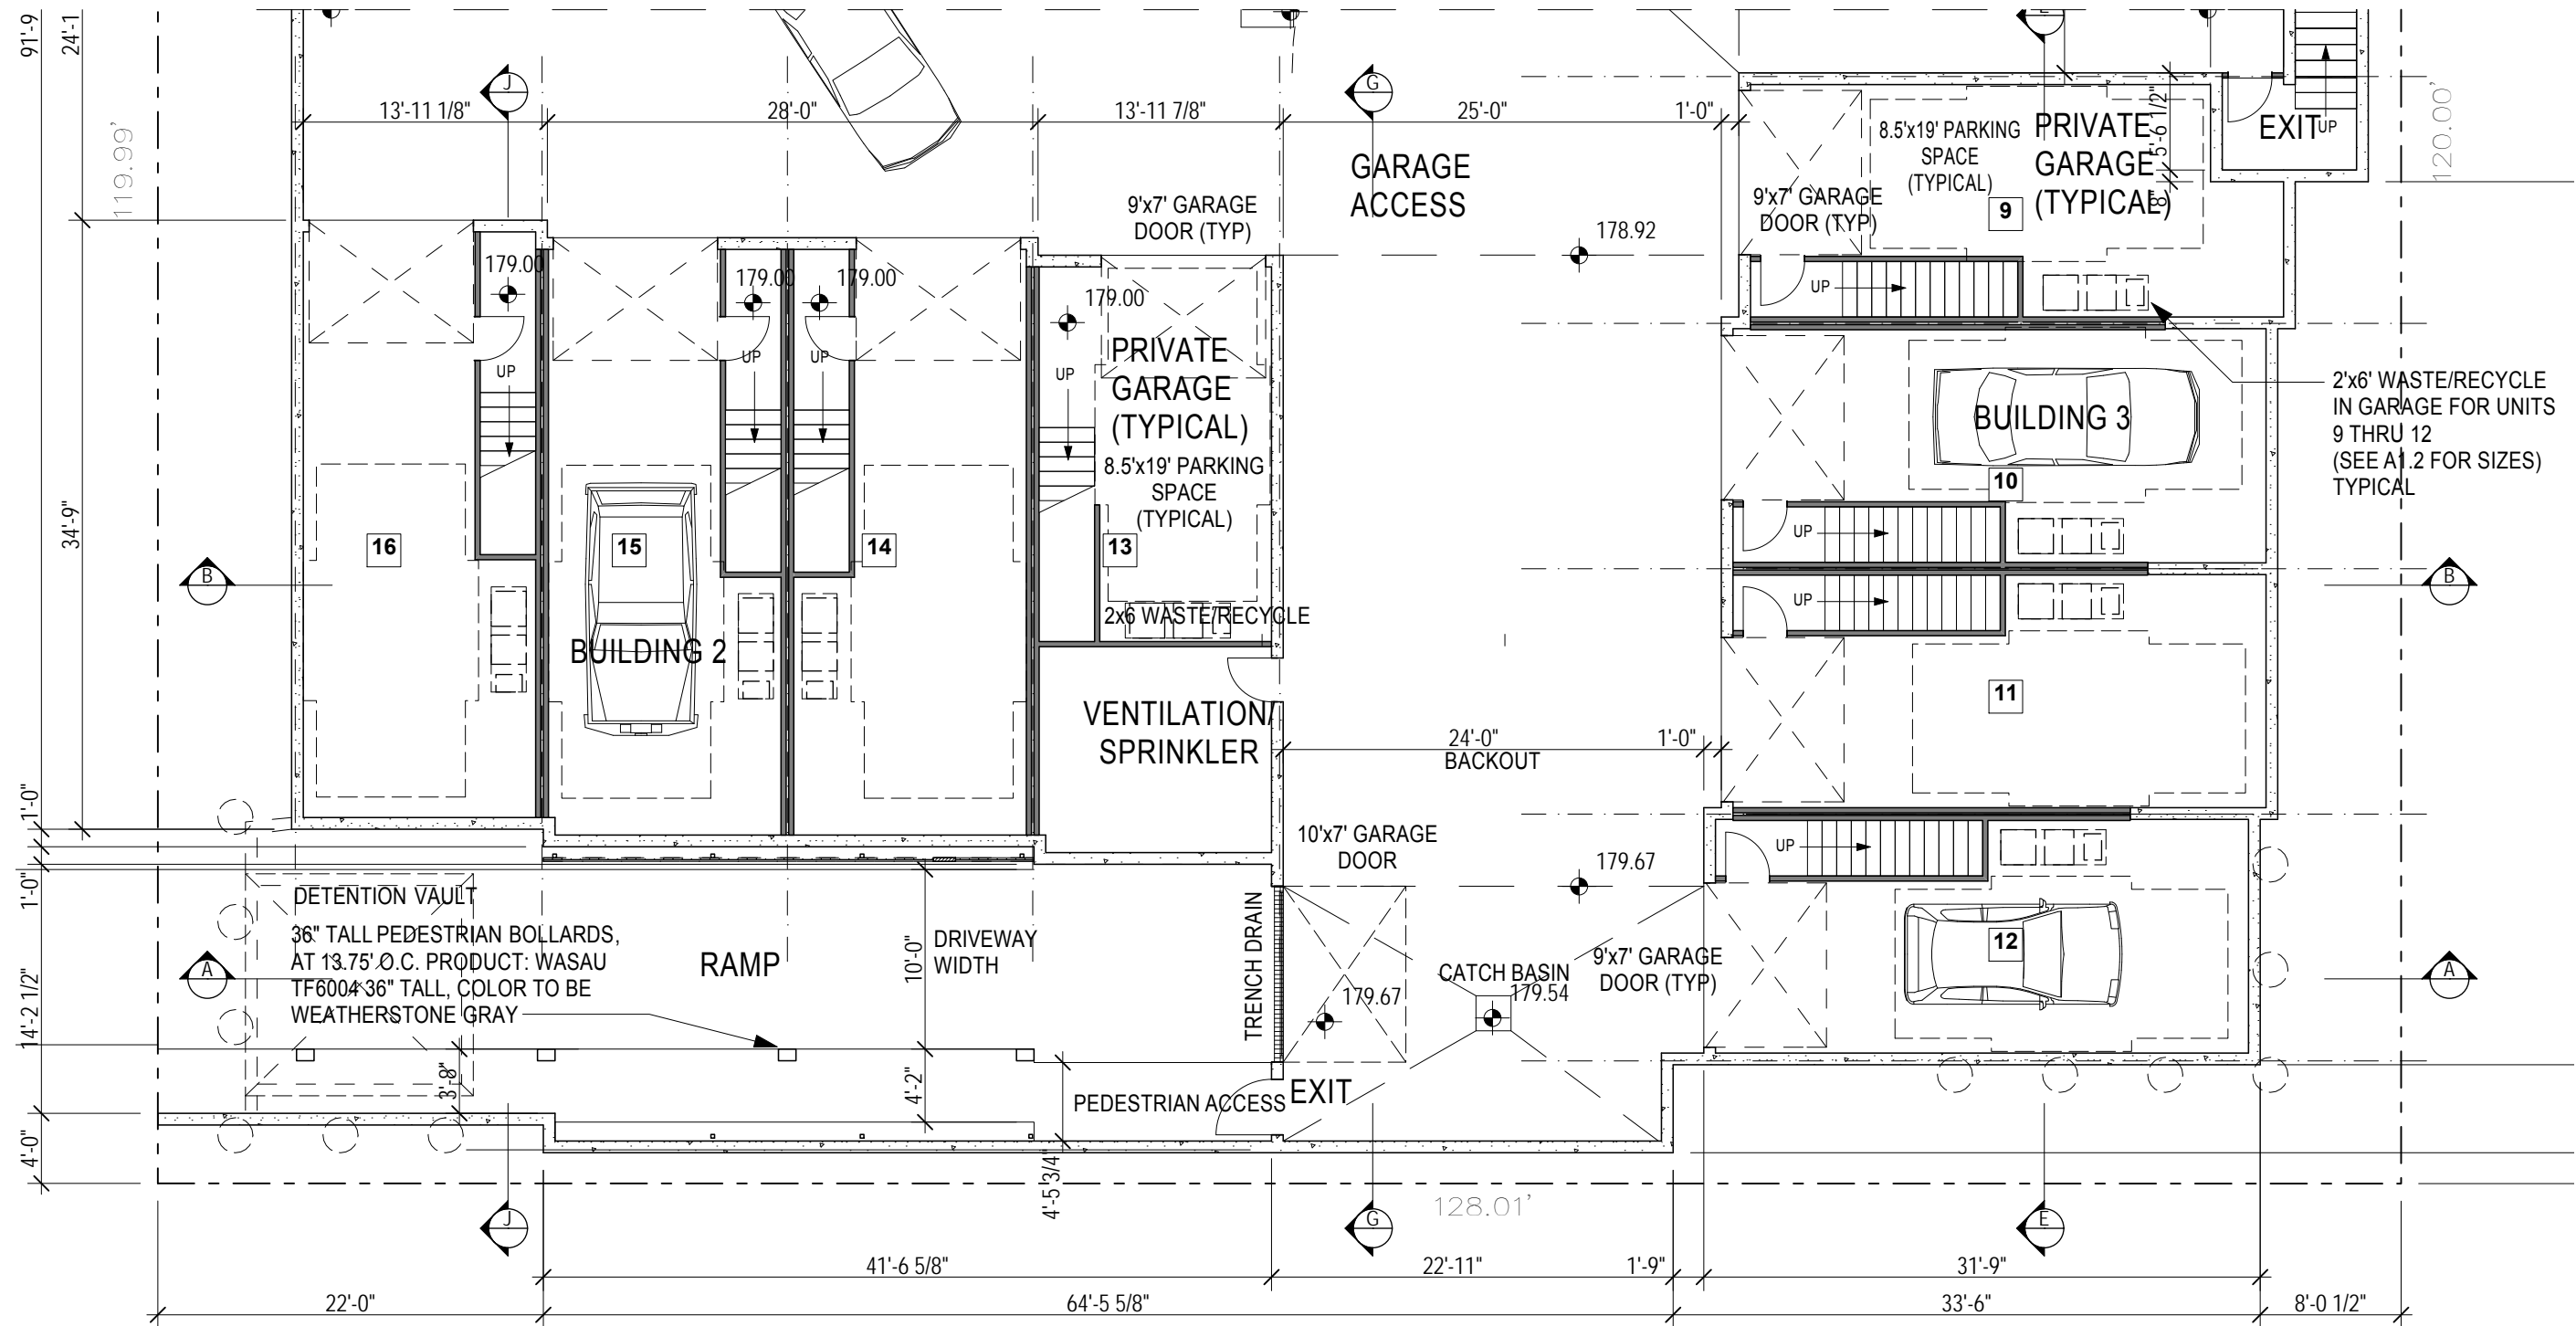 91'-9
24'-1
J
G
E
13'-11 1/8"
28'-0"
13'-11 7/8"
25'-0"
1'-0"
119.99'
120.00'
GARAGE
ACCESS
9'x7' GARAGE
DOOR (TYP)
178.92
8.5'x19' PARKING
SPACE
(TYPICAL)
PRIVATE
GARAGE
(TYPICAL)
5'-6 1/2"
8"
EXIT
UP
9'x7' GARAGE
DOOR (TYP)
9
179.00
179.00
179.00
179.00
UP
UP
UP
UP
UP
PRIVATE
GARAGE
(TYPICAL)
8.5'x19' PARKING
SPACE
(TYPICAL)
BUILDING 3
10
2'x6' WASTE/RECYCLE
IN GARAGE FOR UNITS
9 THRU 12
(SEE A1.2 FOR SIZES)
TYPICAL
34'-9"
16
15
14
13
UP
UP
B
B
2x6 WASTE/RECYCLE
BUILDING 2
11
VENTILATION/
SPRINKLER
24'-0"
BACKOUT
1'-0"
1'-0"
10'x7' GARAGE
DOOR
179.67
UP
1'-0"
DETENTION VAULT
36" TALL PEDESTRIAN BOLLARDS,
AT 13.75' O.C. PRODUCT: WASAU
TF6004 36" TALL, COLOR TO BE
WEATHERSTONE GRAY
RAMP
10'-0"
DRIVEWAY
WIDTH
TRENCH DRAIN
CATCH BASIN
179.54
179.67
9'x7' GARAGE
DOOR (TYP)
12
A
A
14'-2 1/2"
3'-8"
4'-2"
PEDESTRIAN ACCESS
EXIT
4'-0"
4'-5 3/4"
128.01'
J
G
E
41'-6 5/8"
22'-11"
1'-9"
31'-9"
22'-0"
64'-5 5/8"
33'-6"
8'-0 1/2"